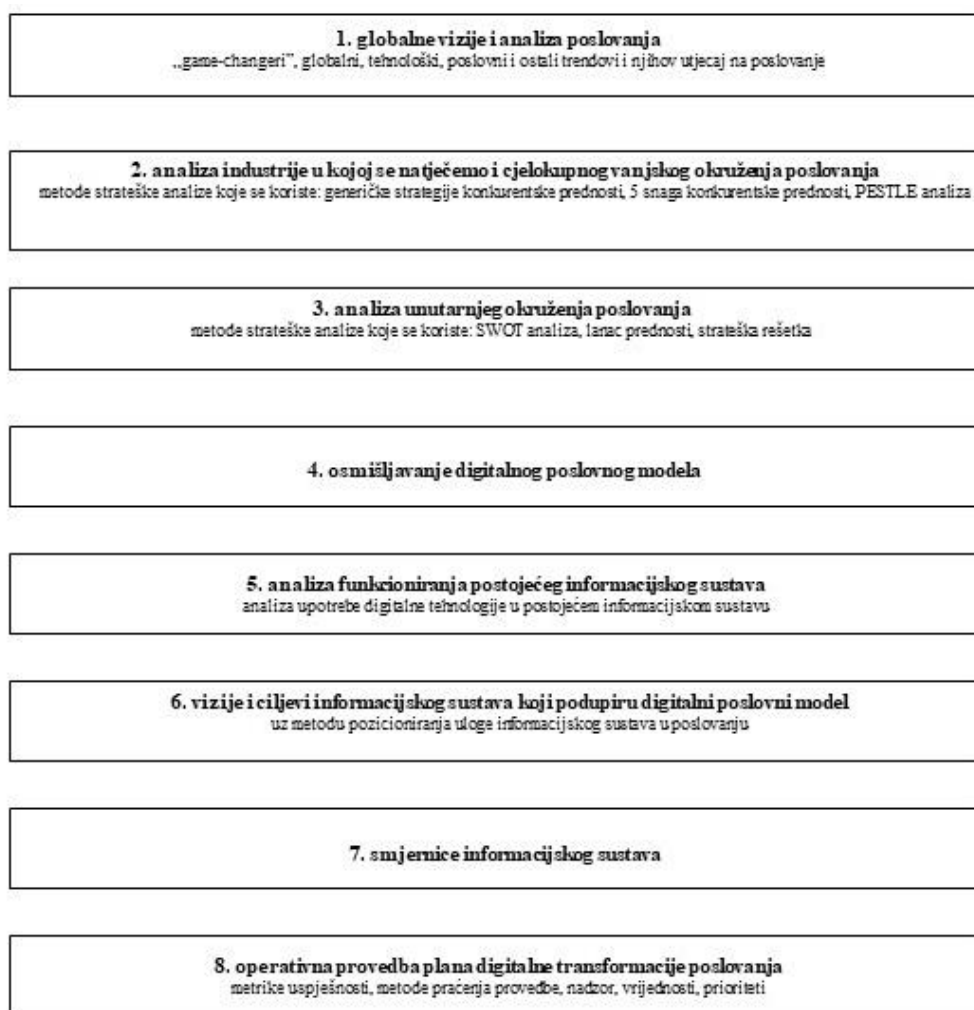 1. globalne vizije i analiza poslovanja
„game-changeri”, globalni, tehnološki, poslovni i ostali trendovi i njihov utjecaj na poslovanje
2. analiza industrije u kojoj se natječemo i cjelokupnog vanjskog okruženja poslovanja
metode strateške analize koje se koriste: generičke strategije konkurentske prednosti, 5 snaga konkurentske prednosti, PESTLE analiza
3. analiza unutarnjeg okruženja poslovanja
metode strateške analize koje se koriste: SWOT analiza, lanac prednosti, strateška rešetka
4. osmišljavanje digitalnog poslovnog modela
5. analiza funkcioniranja postojećeg informacijskog sustava
analiza upotrebe digitalne tehnologije u postojećem informacijskom sustavu
6. vizije i ciljevi informacijskog sustava koji podupiru digitalni poslovni model
uz metodu pozicioniranja uloge informacijskog sustava u poslovanju
7. smjernice informacijskog sustava
8. operativna provedba plana digitalne transformacije poslovanja
metrike uspješnosti, metode praćenja provedbe, nadzor, vrijednosti, prioriteti